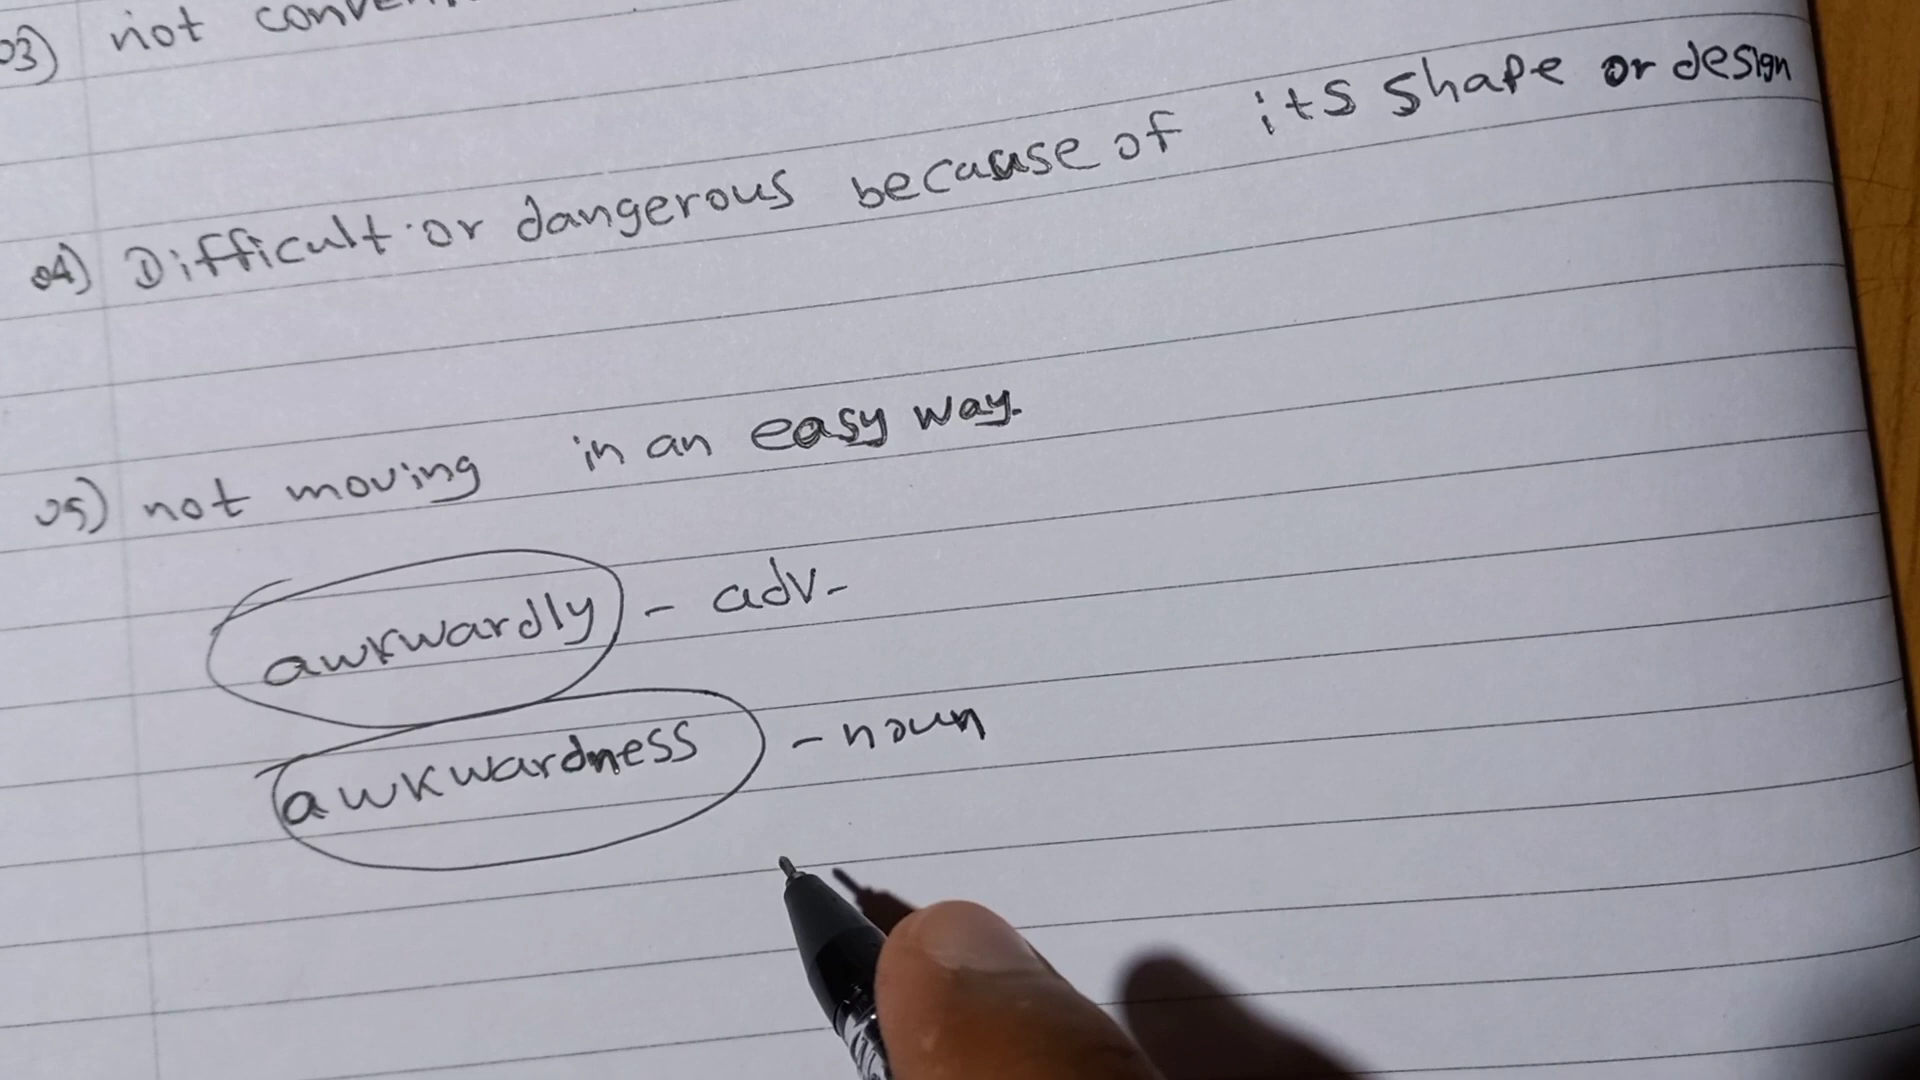 03) not
04) Difficult or dangerous because of its shape or design
05) not moving in an easy way.
awkwardly - adv-
awkwardness - noun